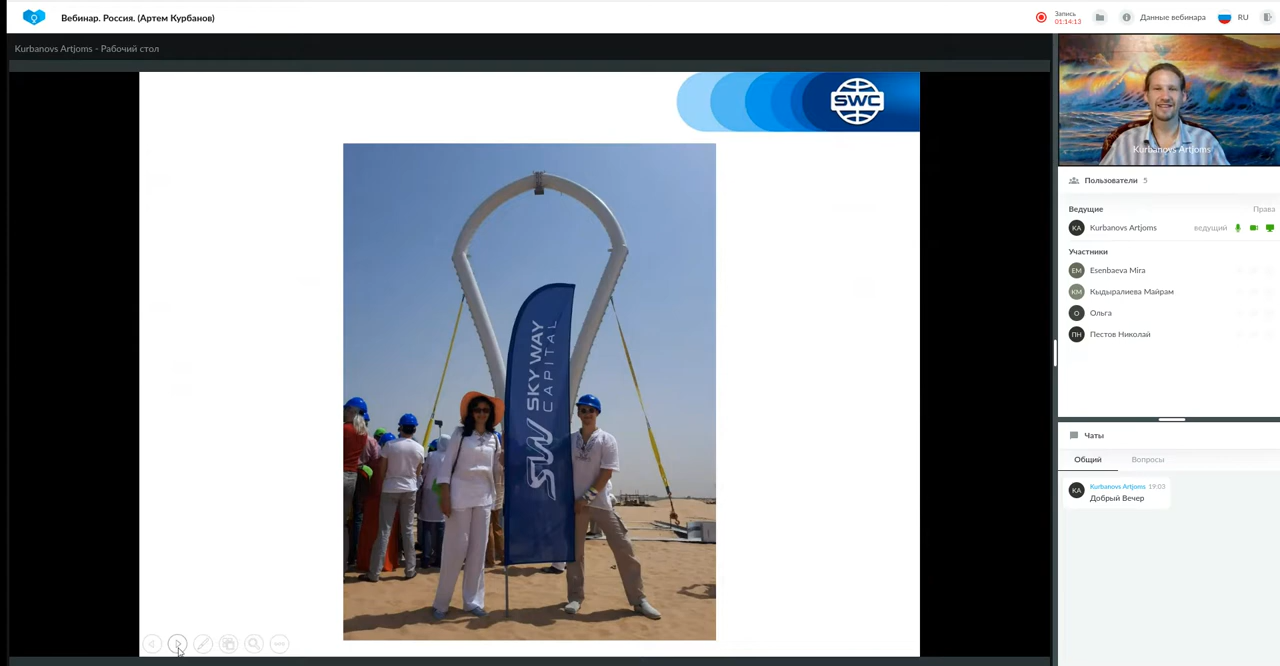 Вебинар. Россия. (Артем Курбанов)
Запись
01:14:13
Данные вебинара
RU
Kurbanovs Artjoms - Рабочий стол
SWC
SW SKY WAY
CAPITAL
Kurbanovs Artjoms
Пользователи 5
Ведущие
Права
KA
Kurbanovs Artjoms
ведущий
Участники
EM
Esenbaeva Mira
КМ
Кыдыралиева Майрам
О
Ольга
ПН
Пестов Николай
Чаты
Общий
Вопросы
KA
Kurbanovs Artjoms 19:03
Добрый Вечер